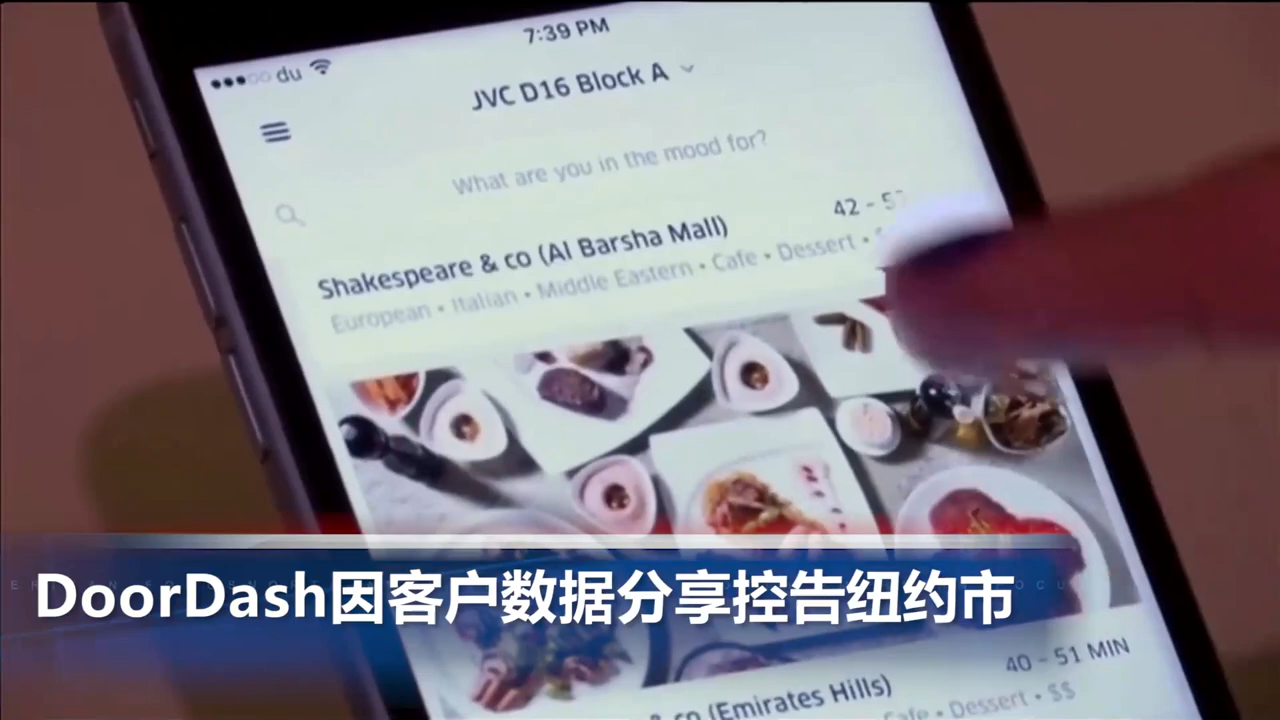 7:39 PM
du
JVC D16 Block A
What are you in the mood for?
Shakespeare & co (Al Barsha Mall)
42 -
European • Italian • Middle Eastern • Cafe • Dessert •
DoorDash因客户数据分享控告纽约市
40 - 51 MIN
& co (Emirates Hills)
Cafe • Dessert • $$